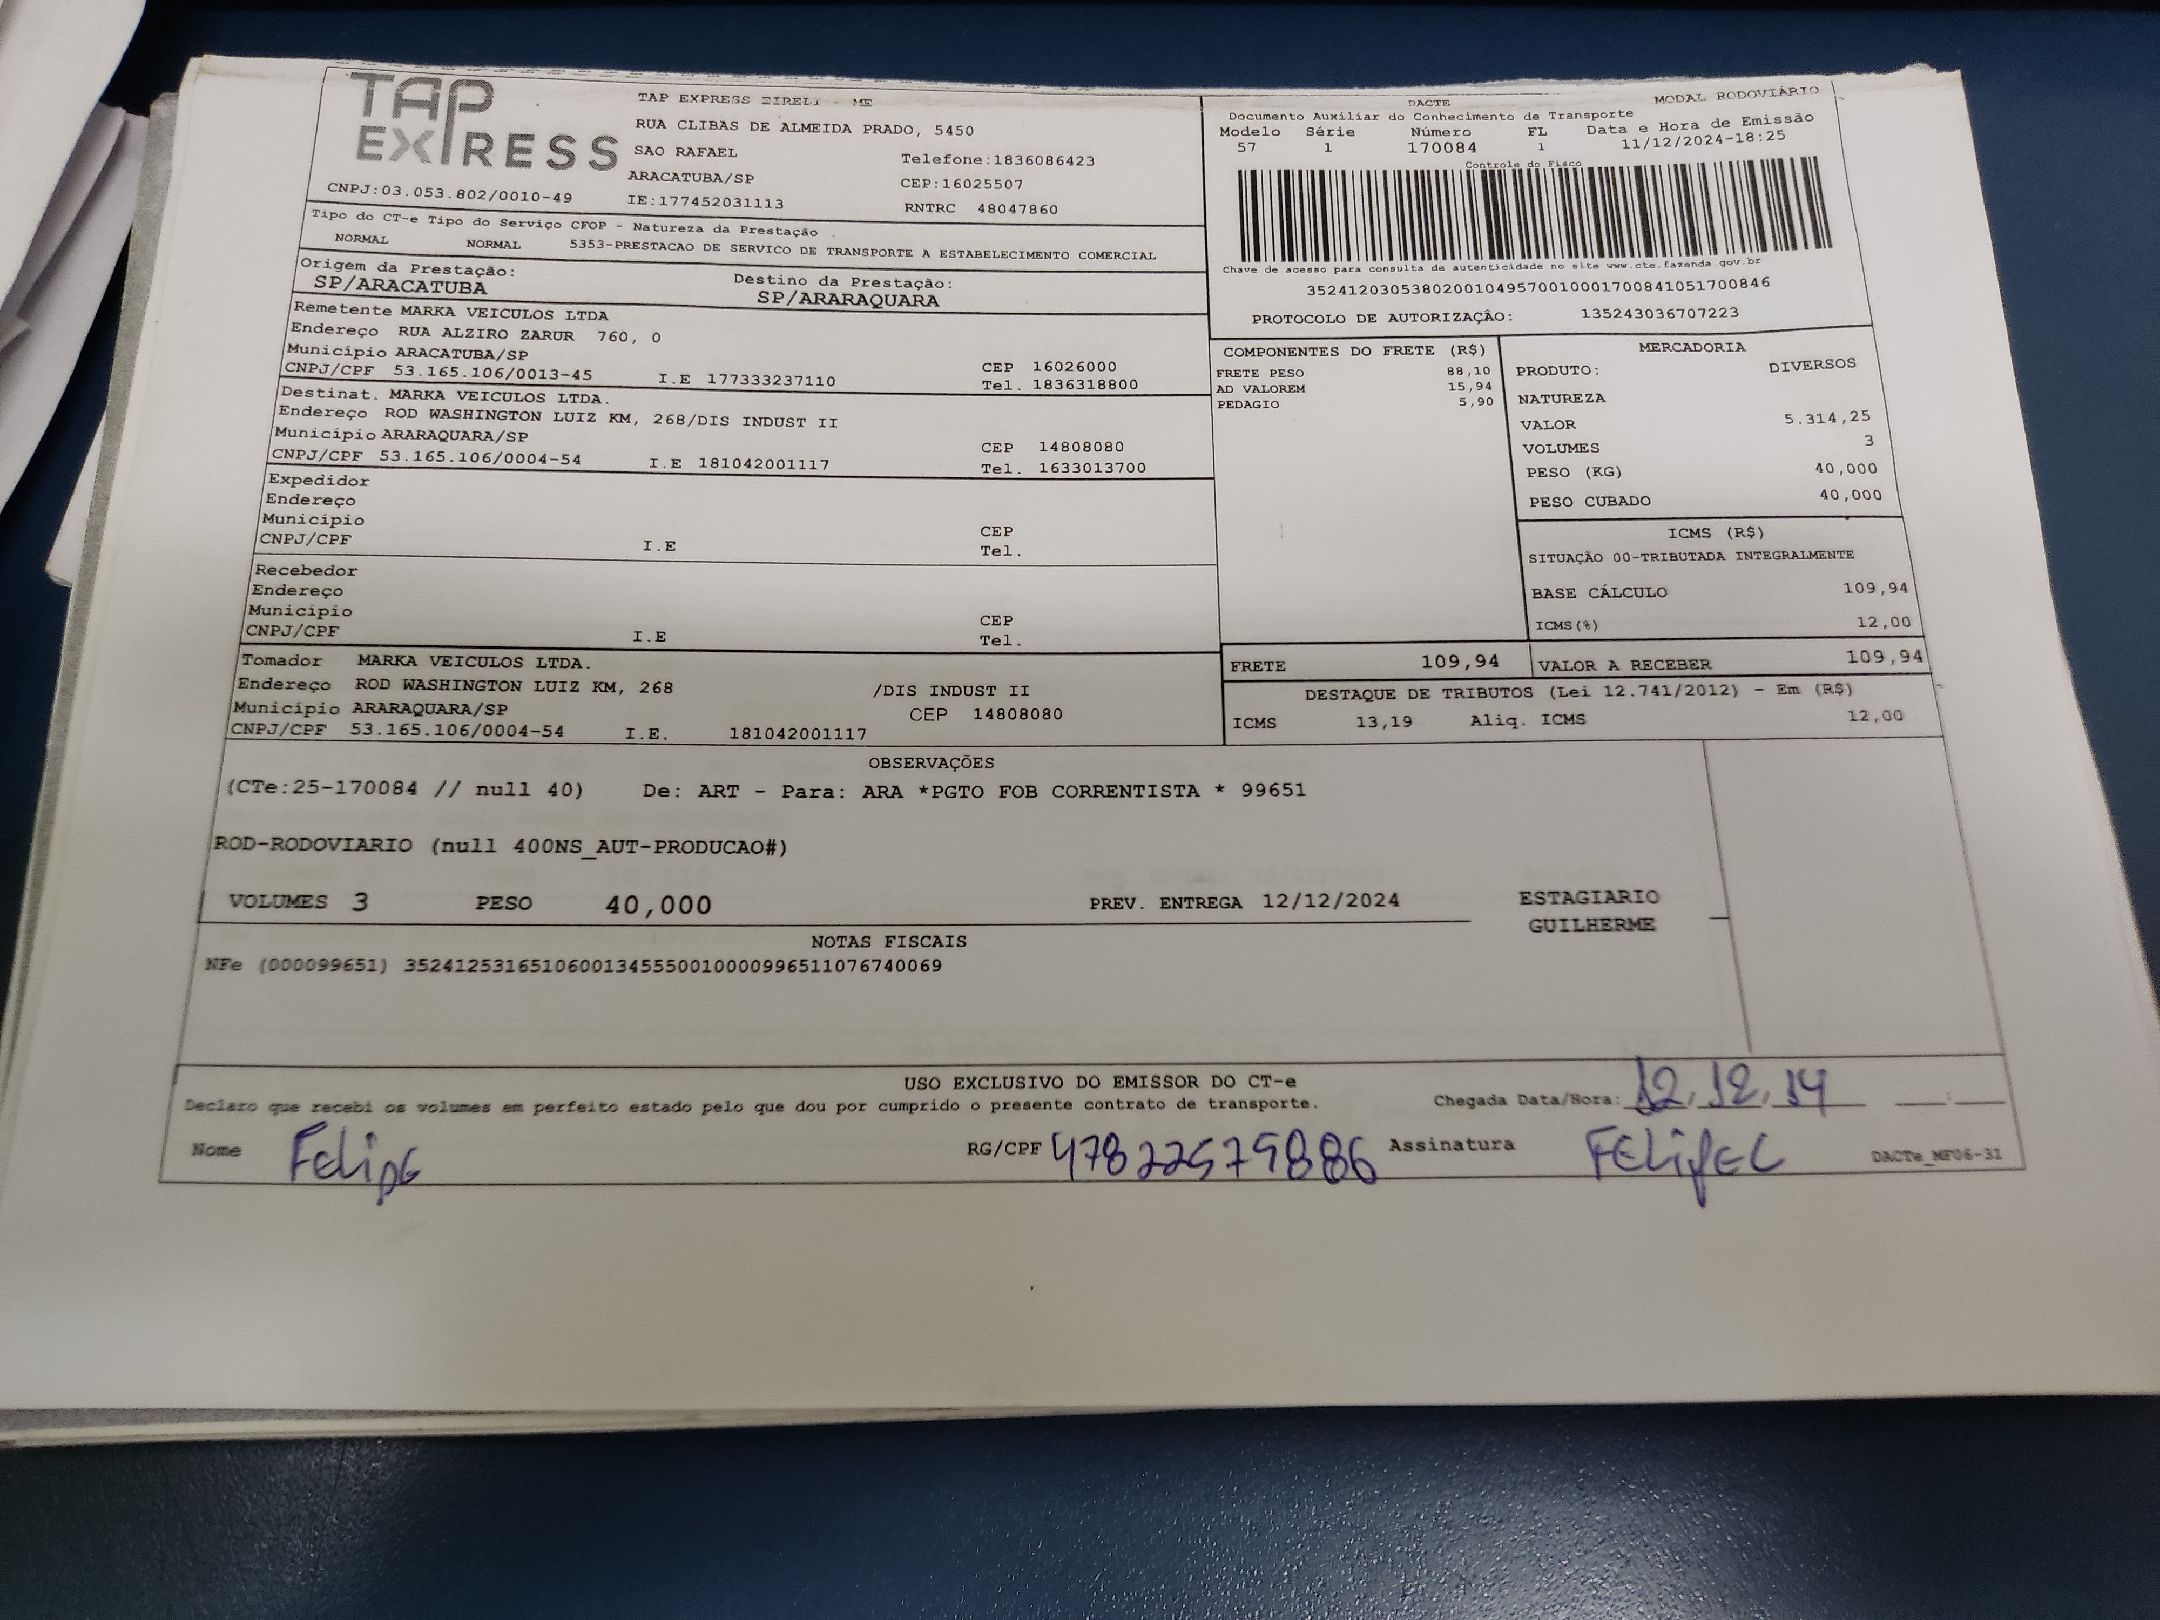 TAP EXPRESS
TAP EXPRESS EIRELI - ME
RUA CLIBAS DE ALMEIDA PRADO, 5450
SAO RAFAEL Telefone:1836086423
ARACATUBA/SP CEP:16025507
CNPJ:03.053.802/0010-49 IE:177452031113 RNTRC 48047860
DACTE MODAL RODOVIÁRIO
Documento Auxiliar do Conhecimento de Transporte
Modelo Série Número FL Data e Hora de Emissão
57 1 170084 1 11/12/2024-18:25
Controle do Fisco
Chave de acesso para consulta de autenticidade no site www.cte.fazenda.gov.br
35241203053802001049570010001700841051700846
PROTOCOLO DE AUTORIZAÇÃO: 135243036707223
Tipo do CT-e Tipo do Serviço CFOP - Natureza da Prestação
NORMAL NORMAL 5353-PRESTACAO DE SERVICO DE TRANSPORTE A ESTABELECIMENTO COMERCIAL
Origem da Prestação: Destino da Prestação:
SP/ARACATUBA SP/ARARAQUARA
Remetente MARKA VEICULOS LTDA
Endereço RUA ALZIRO ZARUR 760, 0
Município ARACATUBA/SP CEP 16026000
CNPJ/CPF 53.165.106/0013-45 I.E 177333237110 Tel. 1836318800
Destinat. MARKA VEICULOS LTDA.
Endereço ROD WASHINGTON LUIZ KM, 268/DIS INDUST II
Município ARARAQUARA/SP CEP 14808080
CNPJ/CPF 53.165.106/0004-54 I.E 181042001117 Tel. 1633013700
Expedidor
Endereço
Município CEP
CNPJ/CPF I.E Tel.
Recebedor
Endereço
Município CEP
CNPJ/CPF I.E Tel.
Tomador MARKA VEICULOS LTDA.
Endereço ROD WASHINGTON LUIZ KM, 268 /DIS INDUST II
Município ARARAQUARA/SP CEP 14808080
CNPJ/CPF 53.165.106/0004-54 I.E. 181042001117
COMPONENTES DO FRETE (R$)
FRETE PESO 88,10
AD VALOREM 15,94
PEDAGIO 5,90
MERCADORIA
PRODUTO: DIVERSOS
NATUREZA
VALOR 5.314,25
VOLUMES 3
PESO (KG) 40,000
PESO CUBADO 40,000
ICMS (R$)
SITUAÇÃO 00-TRIBUTADA INTEGRALMENTE
BASE CÁLCULO 109,94
ICMS(%) 12,00
FRETE 109,94 VALOR A RECEBER 109,94
DESTAQUE DE TRIBUTOS (Lei 12.741/2012) - Em (R$)
ICMS 13,19 Aliq. ICMS 12,00
OBSERVAÇÕES
(CTe:25-170084 // null 40) De: ART - Para: ARA *PGTO FOB CORRENTISTA * 99651
ROD-RODOVIARIO (null 400NS_AUT-PRODUCAO#)
VOLUMES 3 PESO 40,000 PREV. ENTREGA 12/12/2024 ESTAGIARIO
GUILHERME
NOTAS FISCAIS
NFe (000099651) 35241253165106001345550010000996511076740069
USO EXCLUSIVO DO EMISSOR DO CT-e
Declaro que recebi os volumes em perfeito estado pelo que dou por cumprido o presente contrato de transporte. Chegada Data/Hora: 12.12.14
Nome Felipe RG/CPF 47822579886 Assinatura FELIPE C DACTe_MF06-31